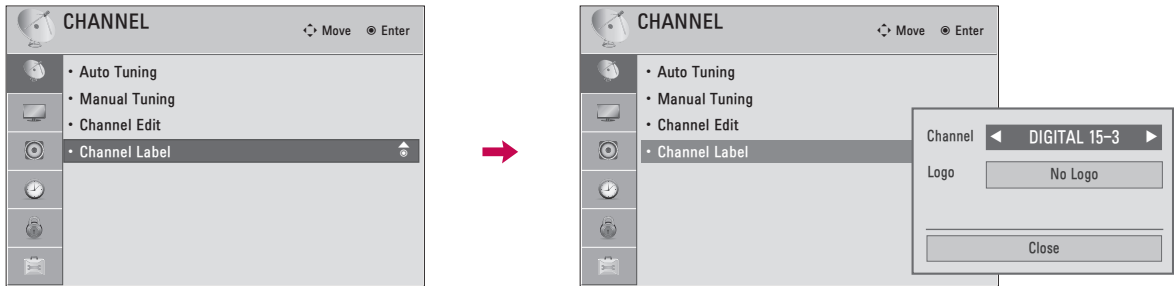 CHANNEL
Move
Enter
• Auto Tuning
• Manual Tuning
• Channel Edit
• Channel Label
CHANNEL
Move
Enter
• Auto Tuning
• Manual Tuning
• Channel Edit
• Channel Label
Channel ◀ DIGITAL 15-3 ▶
Logo No Logo
Close